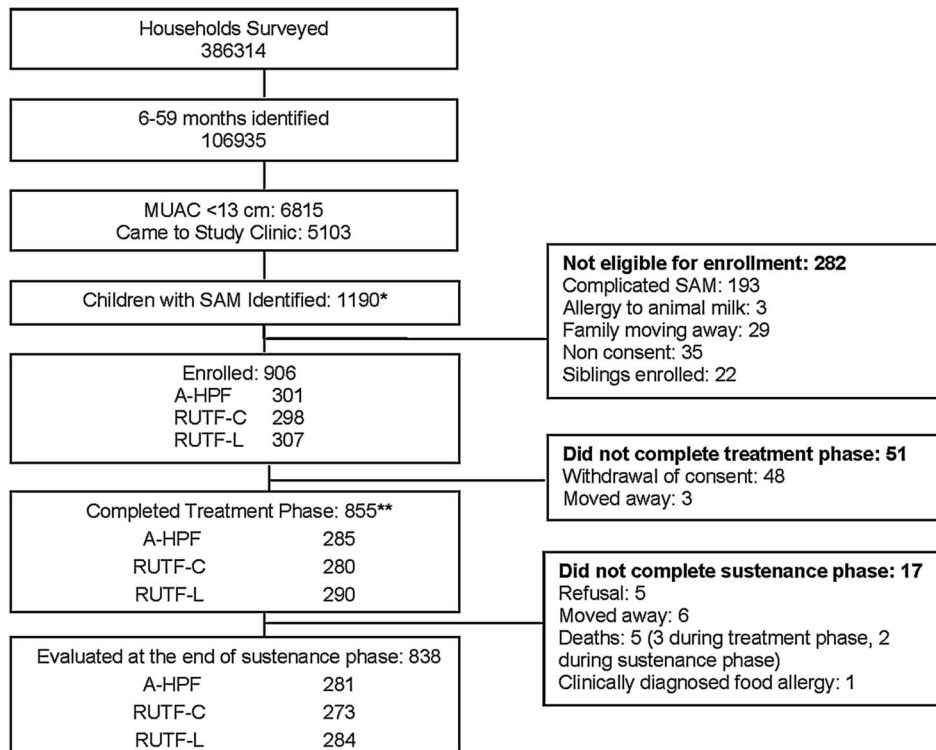 Households Surveyed
386314
6-59 months identified
106935
MUAC <13 cm: 6815
Came to Study Clinic: 5103
Children with SAM Identified: 1190*
Not eligible for enrollment: 282
Complicated SAM: 193
Allergy to animal milk: 3
Family moving away: 29
Non consent: 35
Siblings enrolled: 22
Enrolled: 906
A-HPF 301
RUTF-C 298
RUTF-L 307
Did not complete treatment phase: 51
Withdrawal of consent: 48
Moved away: 3
Completed Treatment Phase: 855**
A-HPF 285
RUTF-C 280
RUTF-L 290
Did not complete sustenance phase: 17
Refusal: 5
Moved away: 6
Deaths: 5 (3 during treatment phase, 2
during sustenance phase)
Clinically diagnosed food allergy: 1
Evaluated at the end of sustenance phase: 838
A-HPF 281
RUTF-C 273
RUTF-L 284